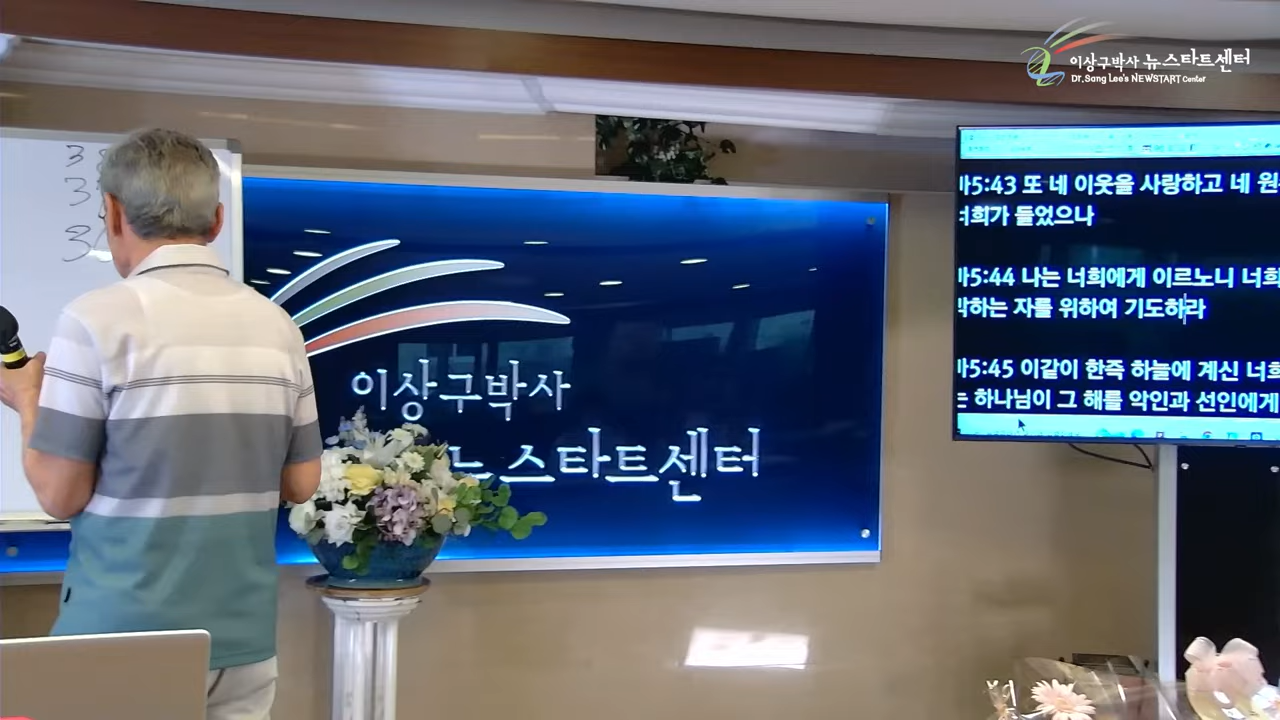 이상구박사 뉴스타트센터
Dr. Sang Lee's NEWSTART Center
3
3
3
이상구박사
뉴스타트센터
마5:43 또 네 이웃을 사랑하고 네 원
너희가 들었으나
마5:44 나는 너희에게 이르노니 너희
박하는 자를 위하여 기도하라
마5:45 이같이 한즉 하늘에 계신 너희
는 하나님이 그 해를 악인과 선인에게